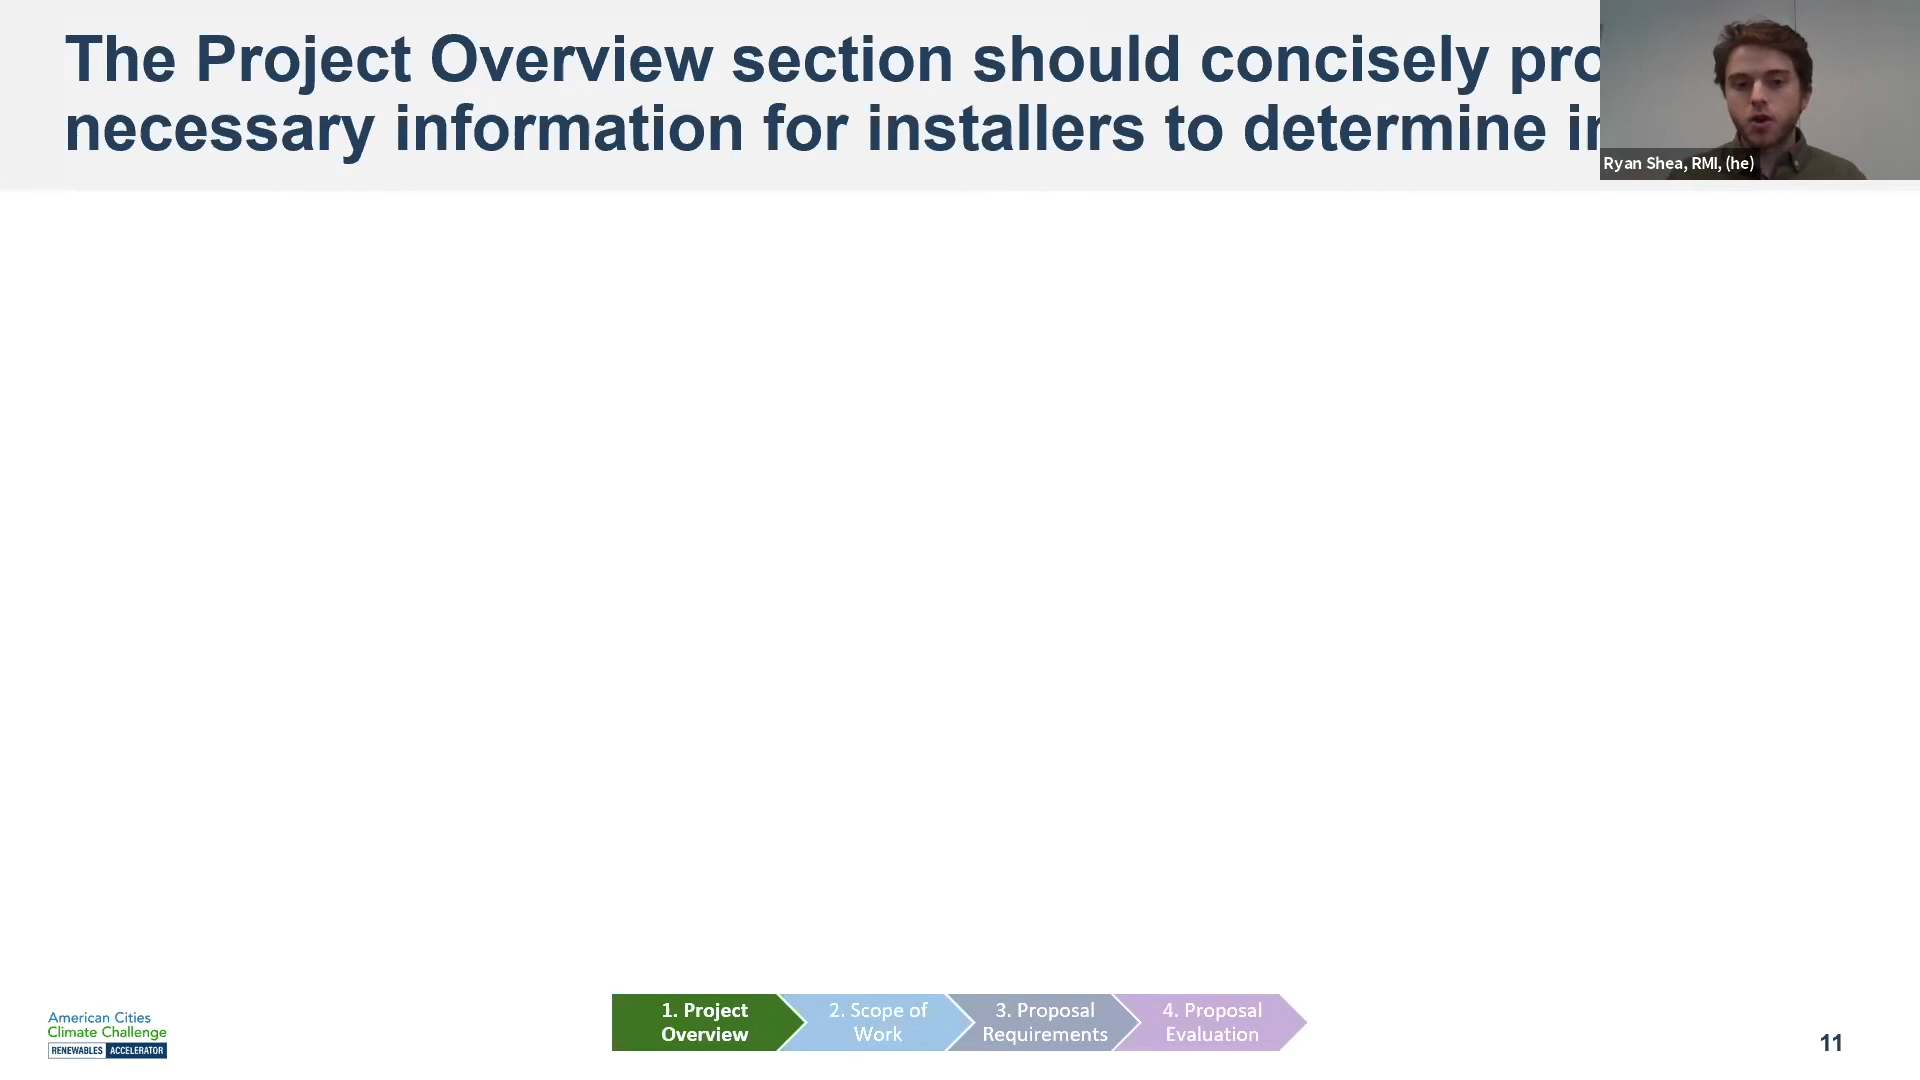 The Project Overview section should concisely pro
necessary information for installers to determine in
Ryan Shea, RMI, (he)
1. Project
Overview
2. Scope of
Work
3. Proposal
Requirements
4. Proposal
Evaluation
American Cities
Climate Challenge
RENEWABLES ACCELERATOR
11